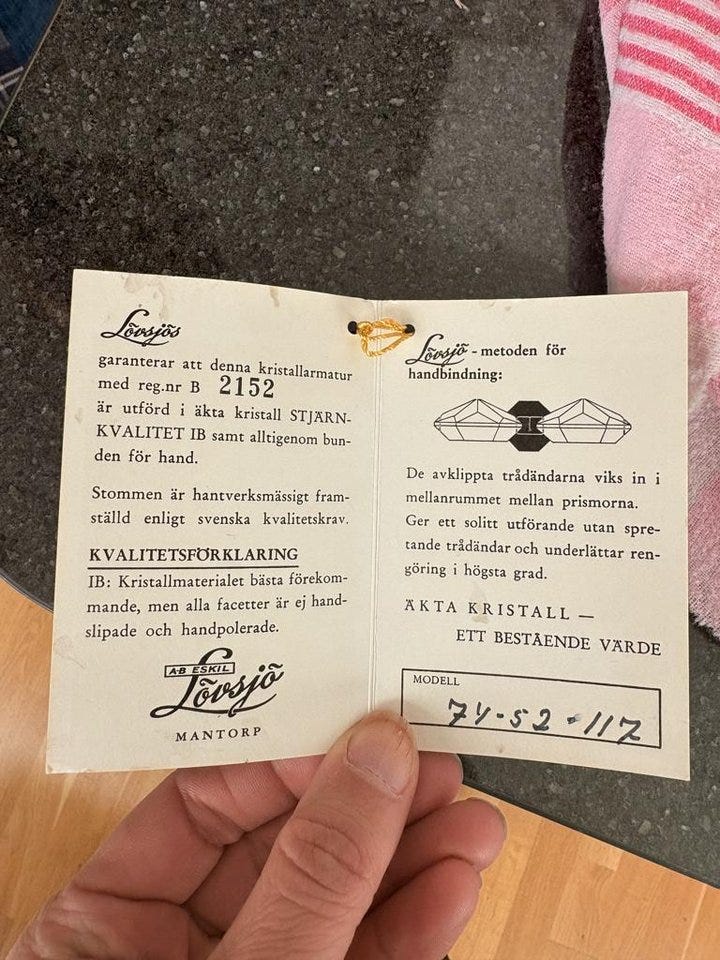 Lövsjös
garanterar att denna kristallarmatur
med reg.nr B 2152
är utförd i äkta kristall STJÄRN-
KVALITET IB samt alltigenom bun-
den för hand.
Stommen är hantverksmässigt fram-
ställd enligt svenska kvalitetskrav.
KVALITETSFÖRKLARING
IB: Kristallmaterialet bästa förekom-
mande, men alla facetter är ej hand-
slipade och handpolerade.
A-B ESKIL
Lövsjö
MANTORP
Lövsjö - metoden för
handbindning:
De avklippta trådändarna viks in i
mellanrummet mellan prismorna.
Ger ett solitt utförande utan spre-
tande trådändar och underlättar ren-
göring i högsta grad.
ÄKTA KRISTALL —
ETT BESTÅENDE VÄRDE
MODELL
74-52-117